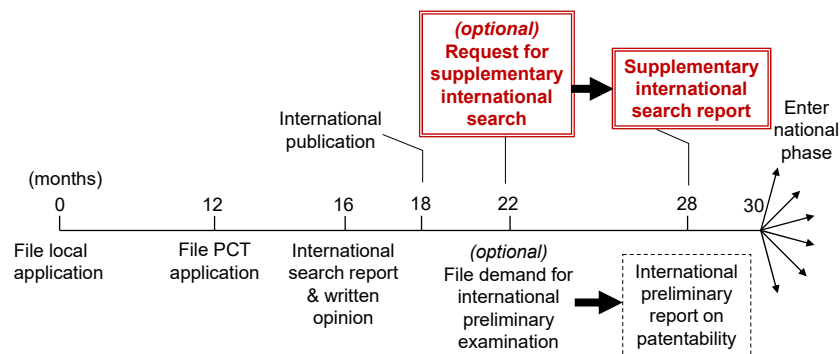 (optional)
Request for
supplementary
international
search
Supplementary
international
search report
Enter
national
phase
International
publication
(months)
0
12
16
18
22
28
30
File local
application
File PCT
application
International
search report
& written
opinion
(optional)
File demand for
international
preliminary
examination
International
preliminary
report on
patentability